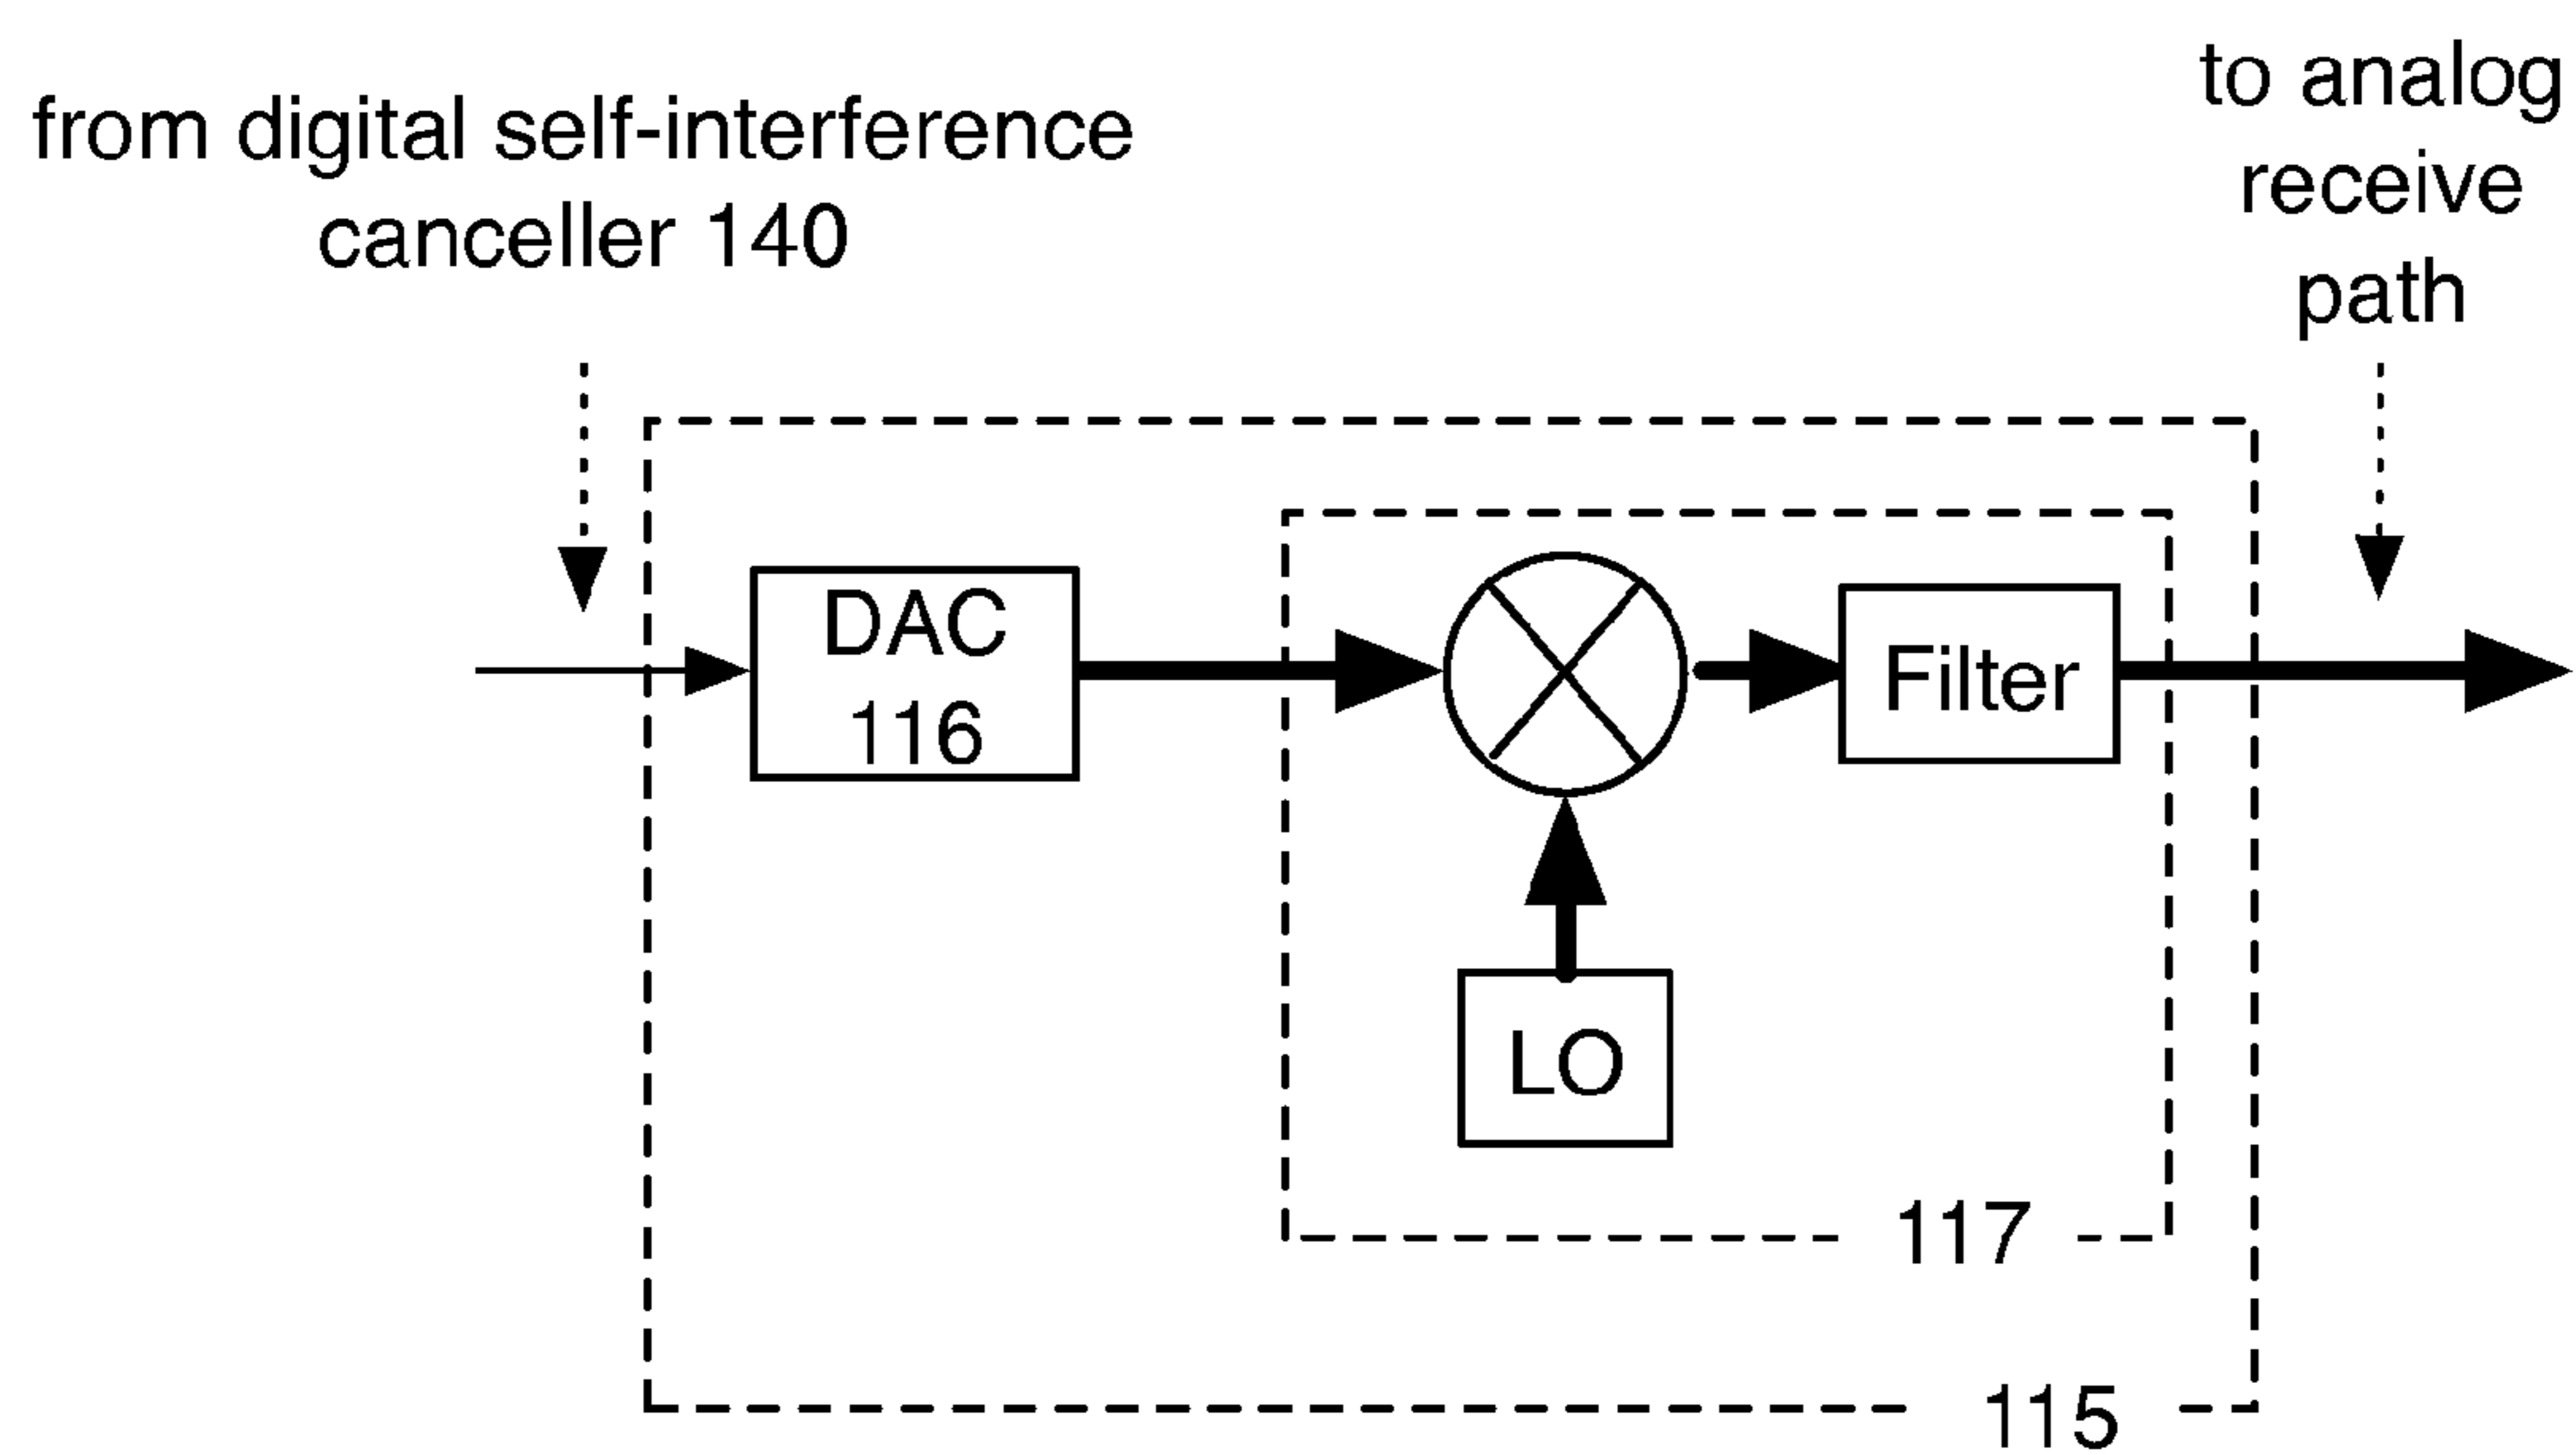 from digital self-interference
canceller 140
to analog
receive
path
DAC
116
Filter
LO
117
115